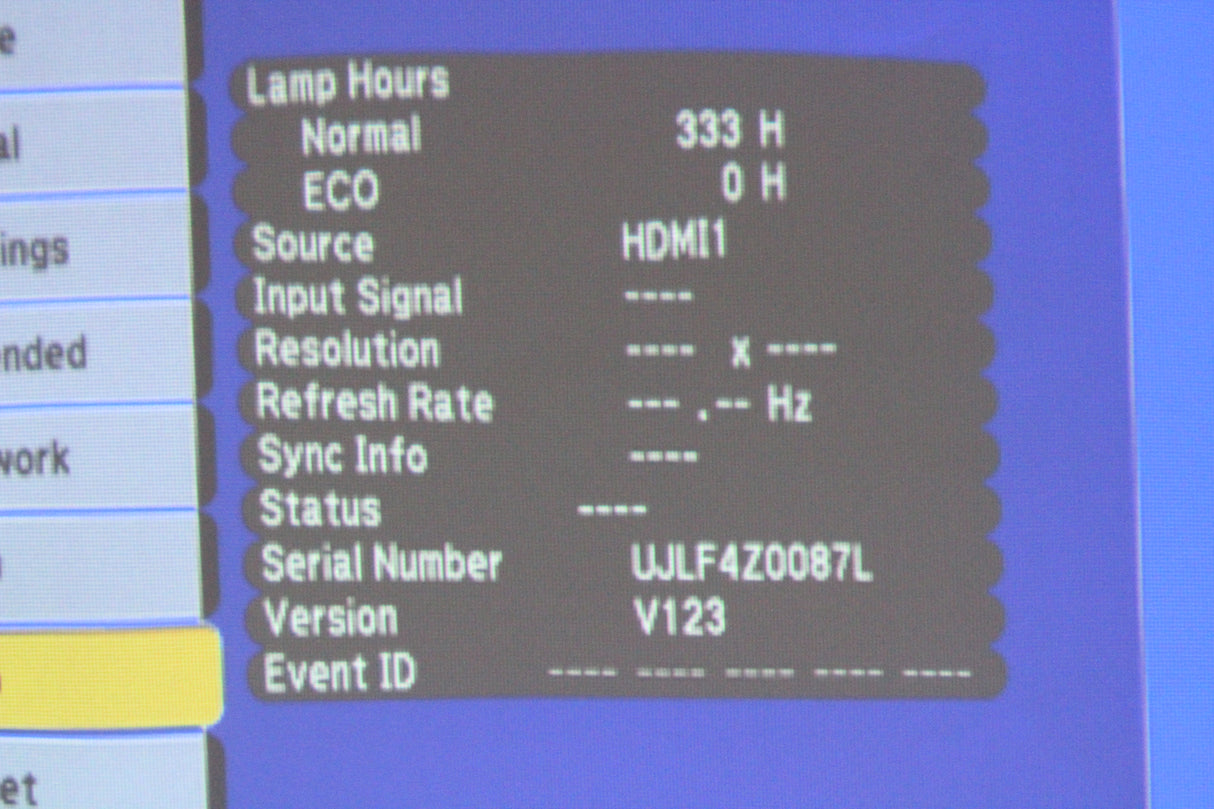 Lamp Hours
Normal 333 H
ECO 0 H
Source HDMI1
Input Signal ----
Resolution ---- x ----
Refresh Rate --- .-- Hz
Sync Info ----
Status ----
Serial Number UJLF4Z0087L
Version V123
Event ID ---- ---- ---- ---- ----
e
al
ings
ended
work
et